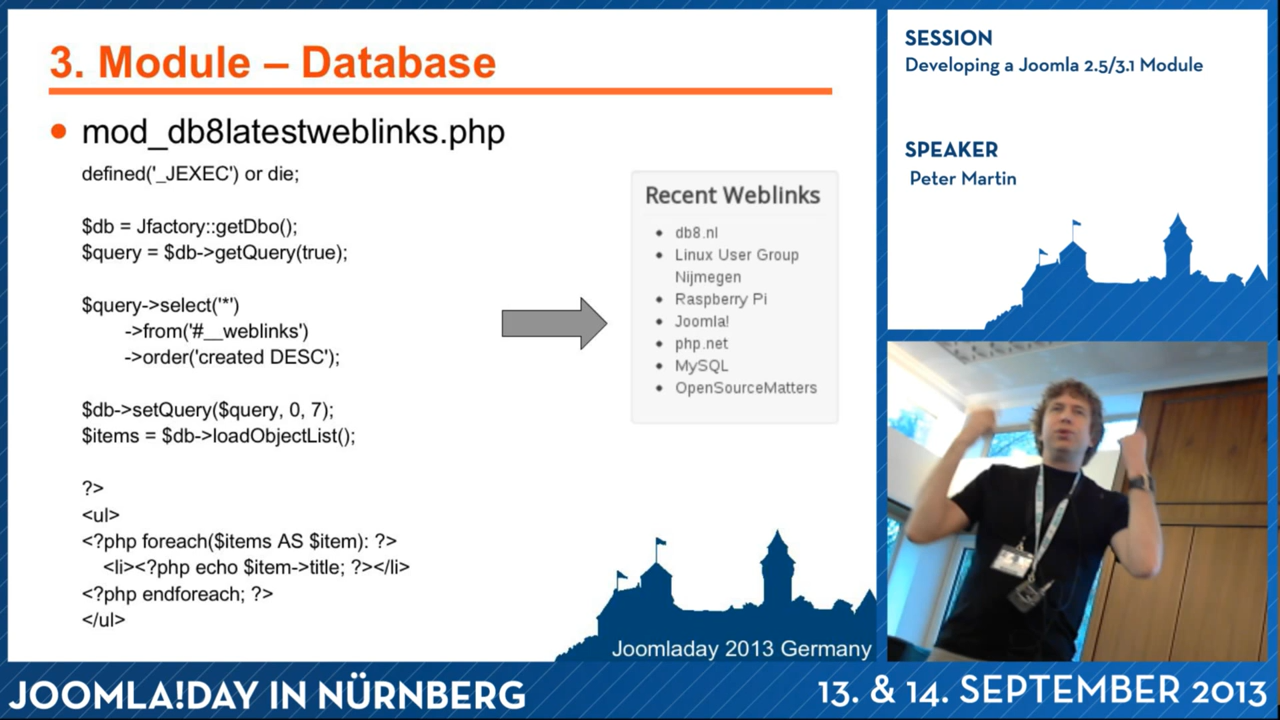 3. Module – Database
mod_db8latestweblinks.php
defined('_JEXEC') or die;
$db = Jfactory::getDbo();
$query = $db->getQuery(true);
$query->select('*')
->from('#__weblinks')
->order('created DESC');
$db->setQuery($query, 0, 7);
$items = $db->loadObjectList();
?>
<ul>
<?php foreach($items AS $item): ?>
<li><?php echo $item->title; ?></li>
<?php endforeach; ?>
</ul>
Recent Weblinks
db8.nl
Linux User Group
Nijmegen
Raspberry Pi
Joomla!
php.net
MySQL
OpenSourceMatters
Joomladay 2013 Germany
SESSION
Developing a Joomla 2.5/3.1 Module
SPEAKER
Peter Martin
JOOMLA!DAY IN NÜRNBERG
13. & 14. SEPTEMBER 2013